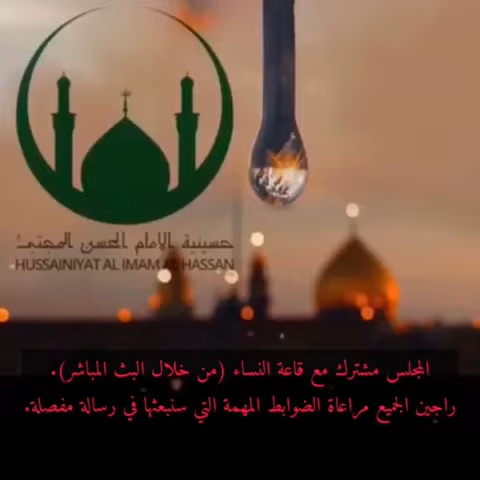 حسينية الامام الحسن المجتبى
HUSSAINIYAT AL IMAM AL HASSAN
المجلس مشترك مع قاعة النساء (من خلال البث المباشر).
راجين الجميع مراعاة الضوابط المهمة التي سنبعثها في رسالة مفصلة.